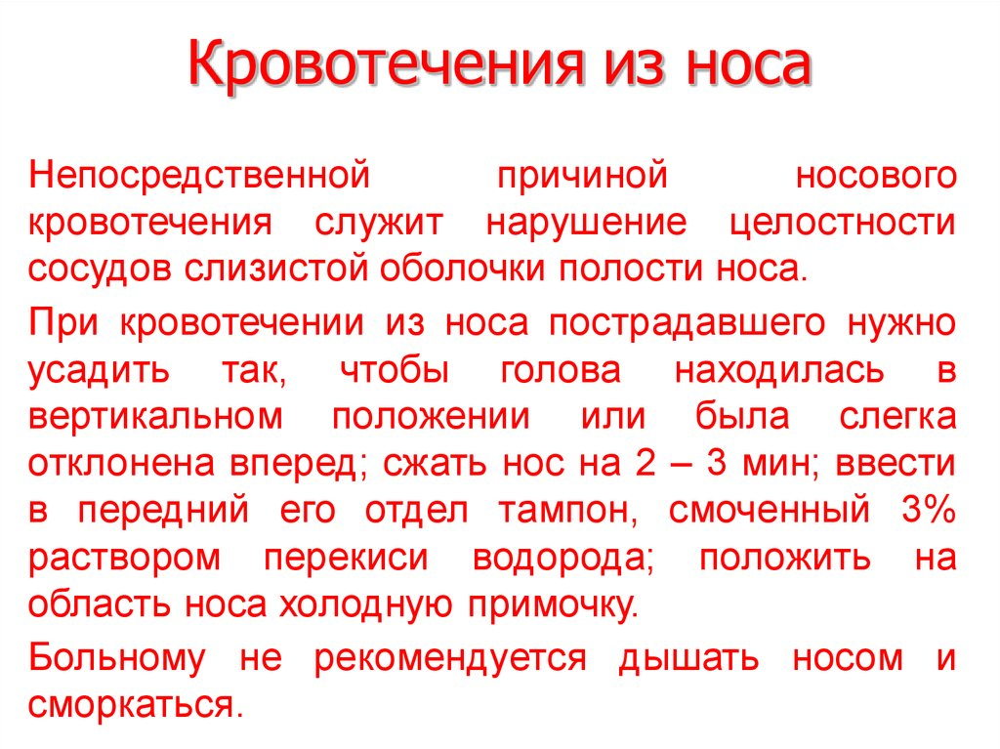 Кровотечения из носа
Непосредственной причиной носового
кровотечения служит нарушение целостности
сосудов слизистой оболочки полости носа.
При кровотечении из носа пострадавшего нужно
усадить так, чтобы голова находилась в
вертикальном положении или была слегка
отклонена вперед; сжать нос на 2 – 3 мин; ввести
в передний его отдел тампон, смоченный 3%
раствором перекиси водорода; положить на
область носа холодную примочку.
Больному не рекомендуется дышать носом и
сморкаться.